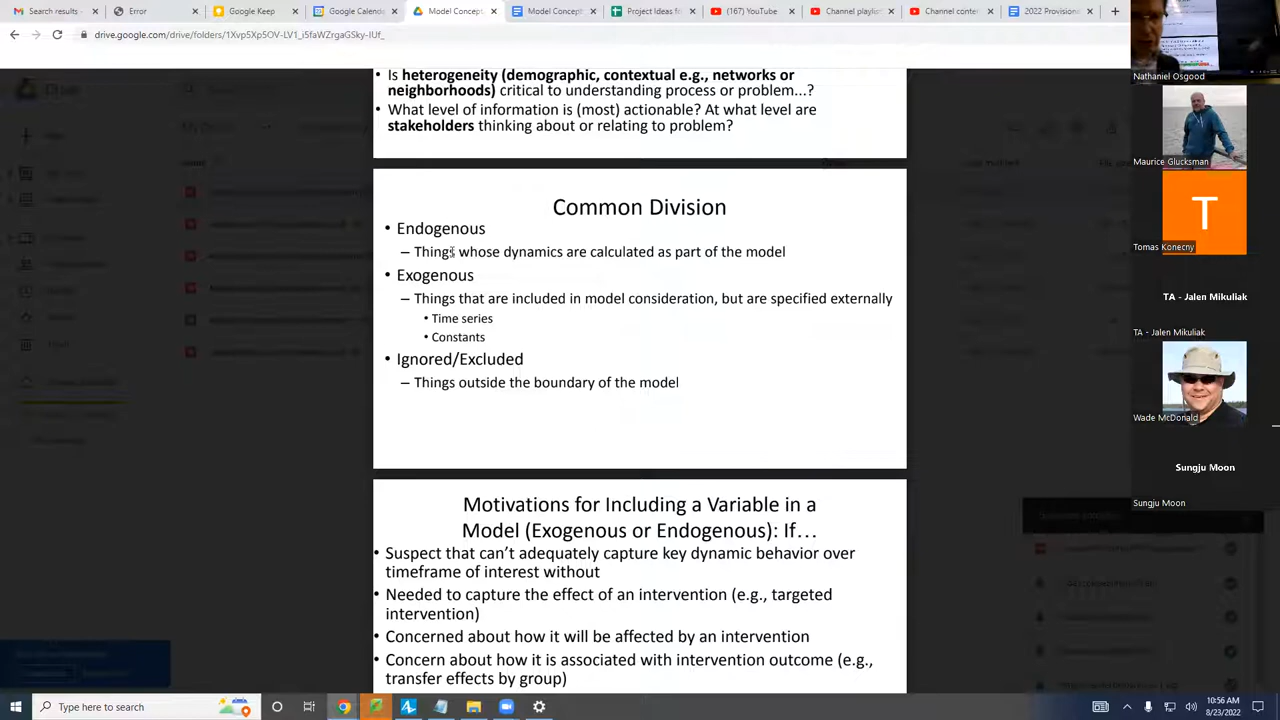 D (58) Smart
Error
Google Keep
Google Calend
Model Concep
Model Concept
Project Ideas fo
(167) YouTube
Channel playlist
Channel conten
2022 Provisiona
drive.google.com/drive/folders/1Xvp5Xp5OV-LV1_i5faWZrgaGSky-IUf_
• Is heterogeneity (demographic, contextual e.g., networks or
neighborhoods) critical to understanding process or problem...?
• What level of information is (most) actionable? At what level are
stakeholders thinking about or relating to problem?
Common Division
• Endogenous
– Things whose dynamics are calculated as part of the model
• Exogenous
– Things that are included in model consideration, but are specified externally
• Time series
• Constants
• Ignored/Excluded
– Things outside the boundary of the model
Motivations for Including a Variable in a
Model (Exogenous or Endogenous): If…
• Suspect that can’t adequately capture key dynamic behavior over
timeframe of interest without
• Needed to capture the effect of an intervention (e.g., targeted
intervention)
• Concerned about how it will be affected by an intervention
• Concern about how it is associated with intervention outcome (e.g.,
transfer effects by group)
Nathaniel Osgood
Maurice Glucksman
T
Tomas Konecny
TA - Jalen Mikuliak
TA - Jalen Mikuliak
Wade McDonald
Sungju Moon
Sungju Moon
Type here to search
10:56 AM
8/23/2022